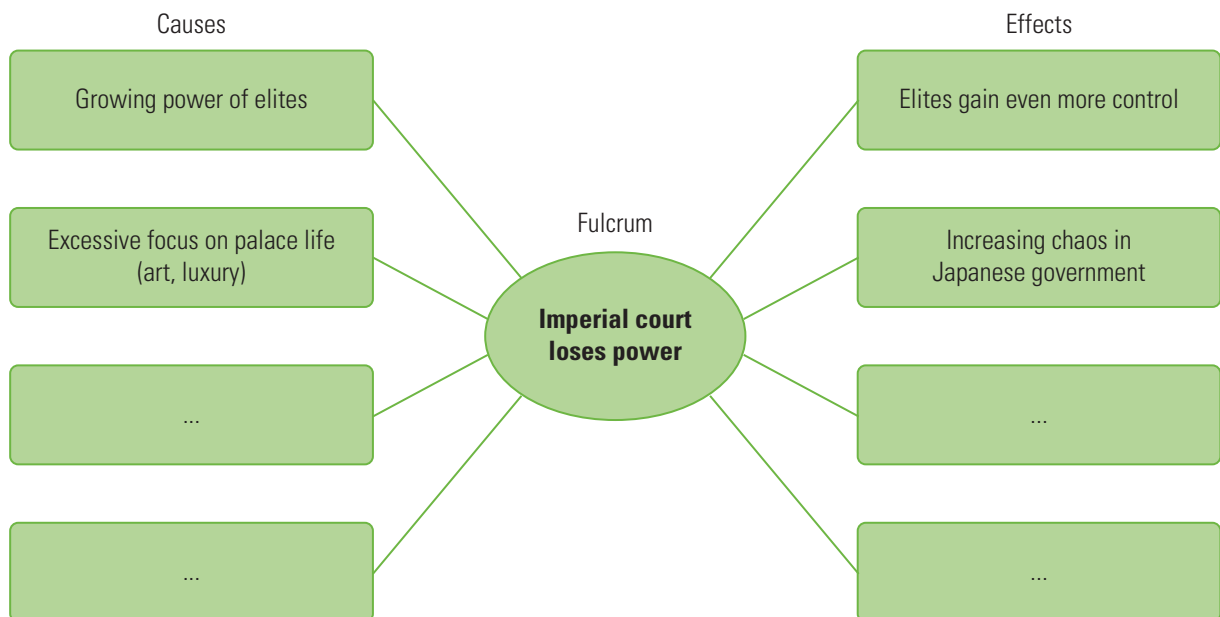 Causes
Effects
Growing power of elites
Elites gain even more control
Excessive focus on palace life
(art, luxury)
Fulcrum
Increasing chaos in
Japanese government
Imperial court
loses power
...
...
...
...